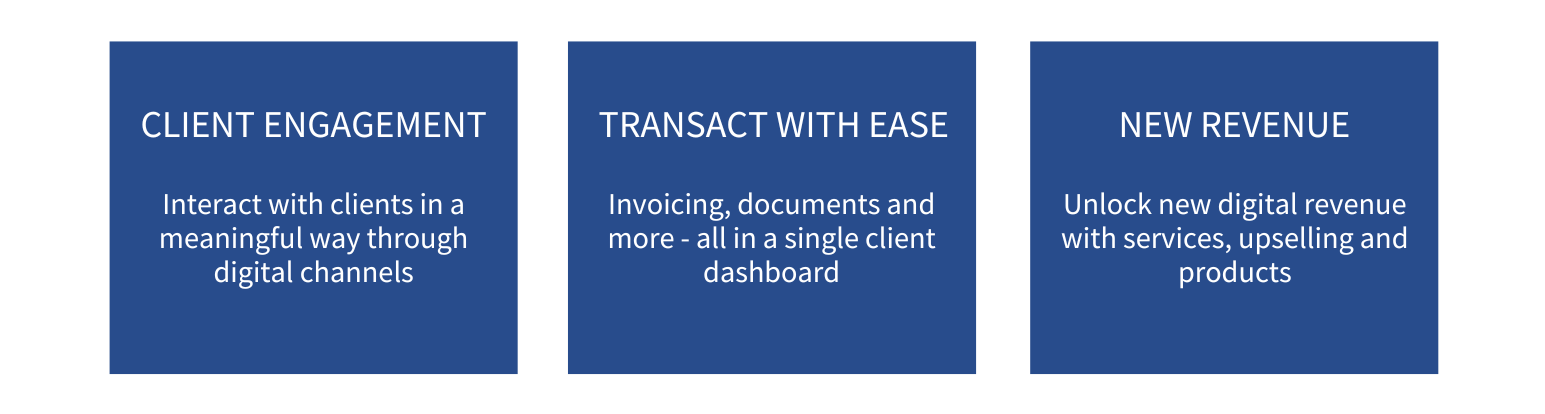 CLIENT ENGAGEMENT
Interact with clients in a
meaningful way through
digital channels
TRANSACT WITH EASE
Invoicing, documents and
more - all in a single client
dashboard
NEW REVENUE
Unlock new digital revenue
with services, upselling and
products